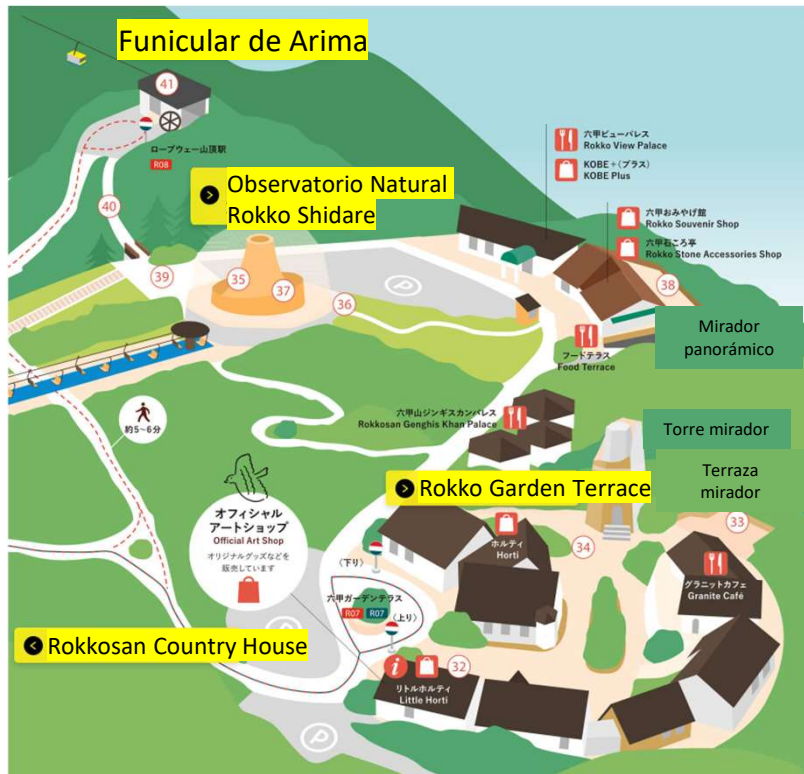 Funicular de Arima
41
ロープウェー山頂駅
R08
六甲ビューパレス
Rokko View Palace
KOBE+(プラス)
KOBE Plus
Observatorio Natural
Rokko Shidare
40
六甲おみやげ館
Rokko Souvenir Shop
六甲石ころ亭
Rokko Stone Accessories Shop
39
35
37
36
38
P
Mirador
panorámico
フードテラス
Food Terrace
約5~6分
六甲山ジンギスカンパレス
Rokkosan Genghis Khan Palace
Torre mirador
Terraza
mirador
Rokko Garden Terrace
オフィシャル
アートショップ
Official Art Shop
オリジナルグッズなどを
販売しています
ホルティ
Horti
34
33
グラニットカフェ
Granite Café
〈下り〉
六甲ガーデンテラス
R07 R07
〈上り〉
Rokkosan Country House
i
32
リトルホルティ
Little Horti
P